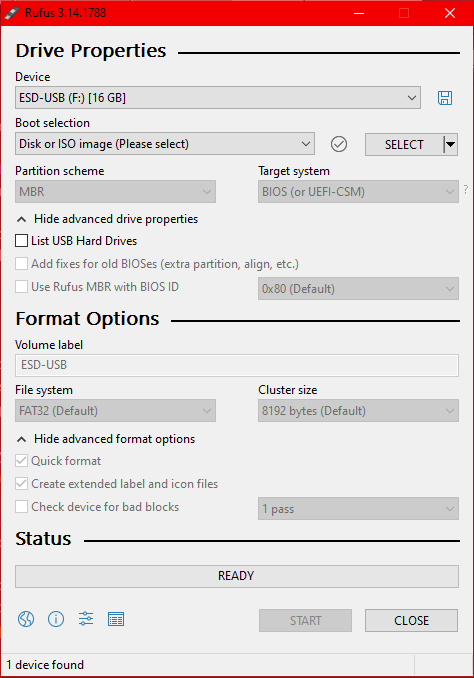 Rufus 3.14.1788
Drive Properties
Device
ESD-USB (F:) [16 GB]
Boot selection
Disk or ISO image (Please select)
SELECT
Partition scheme
Target system
MBR
BIOS (or UEFI-CSM)
?
Hide advanced drive properties
List USB Hard Drives
Add fixes for old BIOSes (extra partition, align, etc.)
Use Rufus MBR with BIOS ID
0x80 (Default)
Format Options
Volume label
ESD-USB
File system
Cluster size
FAT32 (Default)
8192 bytes (Default)
Hide advanced format options
Quick format
Create extended label and icon files
Check device for bad blocks
1 pass
Status
READY
START
CLOSE
1 device found